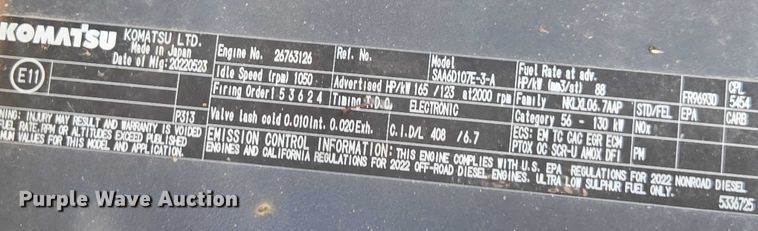 KOMATSU KOMATSU LTD.
Made in Japan
Date of Mfg: 20220523
E11
WARNING: INJURY MAY RESULT AND WARRANTY IS VOIDED
IF FUEL RATE, RPM OR ALTITUDES EXCEED PUBLISHED
MAXIMUM VALUES FOR THIS MODEL AND APPLICATION.
P313
Engine No. 26763126
Idle Speed (rpm) 1050
Firing Order 1 5 3 6 2 4
Valve lash cold 0.010Int. 0.020Exh.
Ref. No.
Model SAA6D107E-3-A
Advertised HP/kW 165 /123 at 2000 rpm
Timing ELECTRONIC
C.I.D/L 408 /6.7
Fuel Rate at adv.
HP/kW (mm3/st) 88
Family NKLXL06.7AAP
Category 56 - 130 kW
ECS: EM TC CAC EGR ECM
PTOX OC SCR-U AMOX DFI
STD/FEL
NOx
PM
FR96930
EPA
CPL
5454
CARB
EMISSION CONTROL INFORMATION: THIS ENGINE COMPLIES WITH U.S. EPA REGULATIONS FOR 2022 NONROAD DIESEL
ENGINES AND CALIFORNIA REGULATIONS FOR 2022 OFF-ROAD DIESEL ENGINES. ULTRA LOW SULPHUR FUEL ONLY.
5336725
Purple Wave Auction